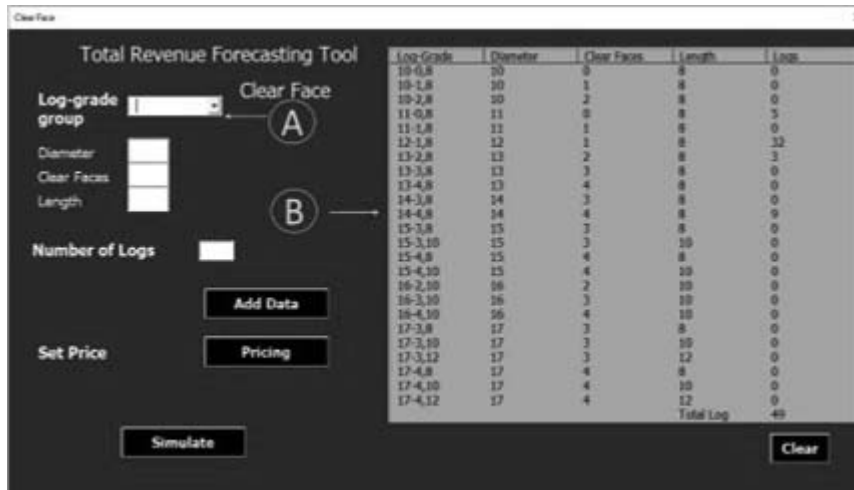 Clear Face
Total Revenue Forecasting Tool
Clear Face
Log-grade group
A
Diameter
Clear Faces
Length
B
Number of Logs
Add Data
Set Price
Pricing
Simulate
Log-Grade Diameter Clear Faces Length Logs
10-0,8 10 0 8 0
10-1,8 10 1 8 0
10-2,8 10 2 8 0
11-0,8 11 0 8 5
11-1,8 11 1 8 0
12-1,8 12 1 8 32
13-2,8 13 2 8 3
13-3,8 13 3 8 0
13-4,8 13 4 8 0
14-3,8 14 3 8 0
14-4,8 14 4 8 9
15-3,8 15 3 8 0
15-3,10 15 3 10 0
15-4,8 15 4 8 0
15-4,10 15 4 10 0
16-2,10 16 2 10 0
16-3,10 16 3 10 0
16-4,10 16 4 10 0
17-3,8 17 3 8 0
17-3,10 17 3 10 0
17-3,12 17 3 12 0
17-4,8 17 4 8 0
17-4,10 17 4 10 0
17-4,12 17 4 12 0
Total Log 49
Clear